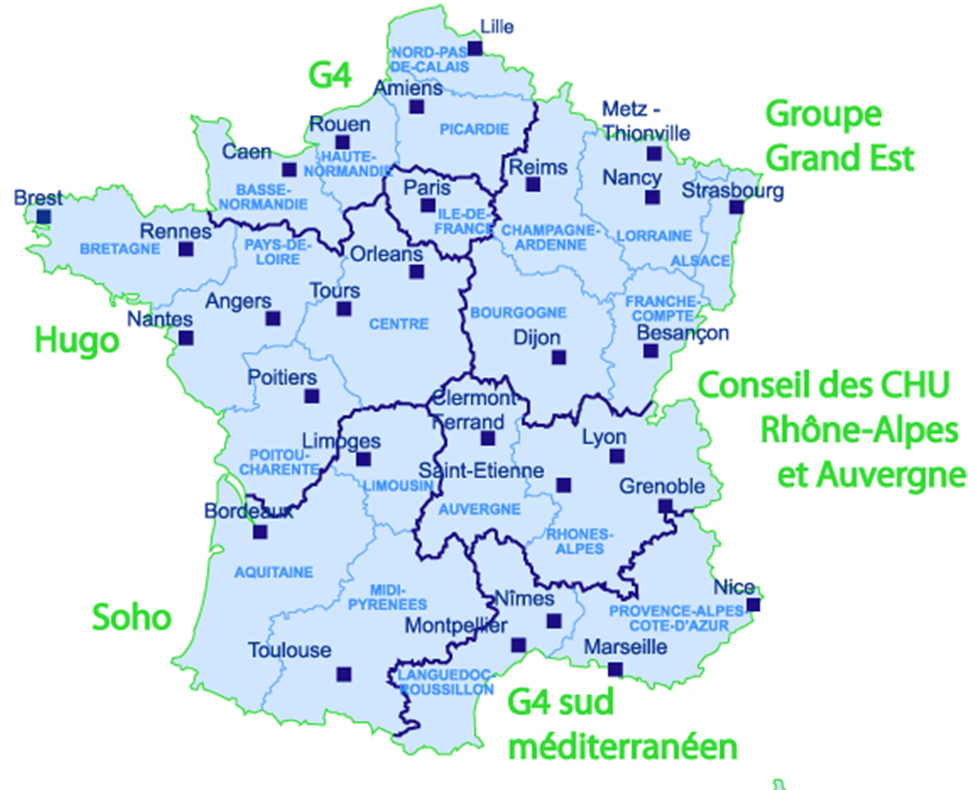 Lille
NORD-PAS
DE-CALAIS
G4
Amiens
PICARDIE
Metz -
Thionville
Groupe
Grand Est
Rouen
HAUTE-
NORMANDIE
Caen
BASSE-
NORMANDIE
Reims
Nancy
Strasbourg
Paris
ILE-DE-
FRANCE
Brest
Rennes
BRETAGNE
PAYS-DE-
LOIRE
CHAMPAGNE-
ARDENNE
LORRAINE
ALSACE
Orleans
Tours
Angers
CENTRE
Nantes
Hugo
BOURGOGNE
Dijon
FRANCHE-
COMPTE
Besançon
Poitiers
Conseil des CHU
Rhône-Alpes
et Auvergne
Clermont
Ferrand
Limoges
POITOU-
CHARENTE
LIMOUSIN
Lyon
Saint-Etienne
Grenoble
AUVERGNE
RHONES-
ALPES
Bordeaux
AQUITAINE
MIDI-
PYRENEES
Soho
Nîmes
Nice
PROVENCE-ALPES
COTE-D'AZUR
Montpellier
Marseille
Toulouse
LANGUEDOC-
ROUSSILLON
G4 sud
méditerranéen